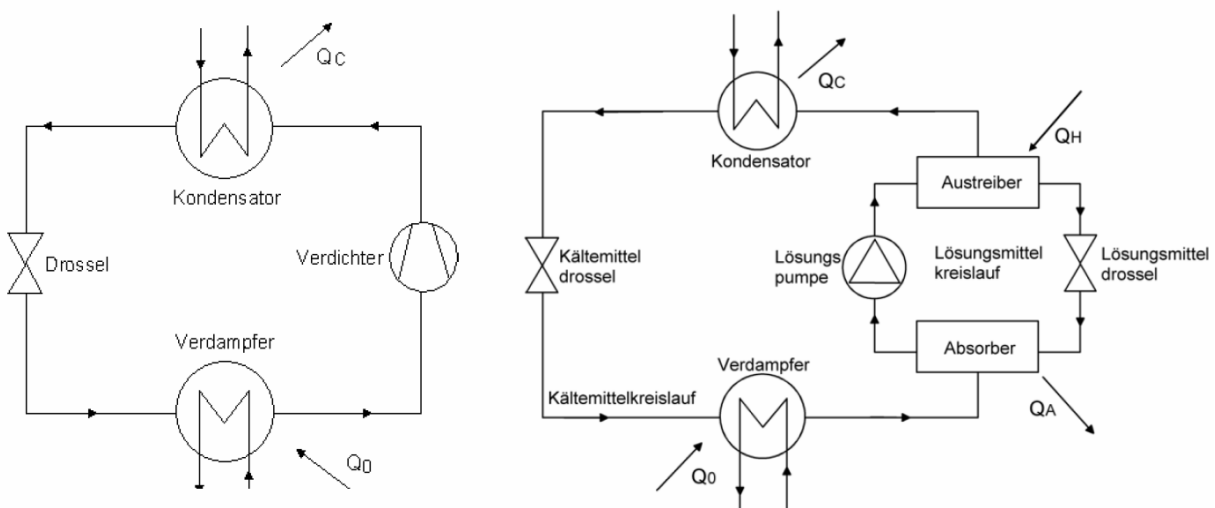 QC
Kondensator
Drossel
Verdichter
Verdampfer
Q0
QC
Kondensator
QH
Austreiber
Kältemittel
drossel
Lösungs
pumpe
Lösungsmittel
kreislauf
Lösungsmittel
drossel
Absorber
Verdampfer
Kältemittelkreislauf
QA
Q0